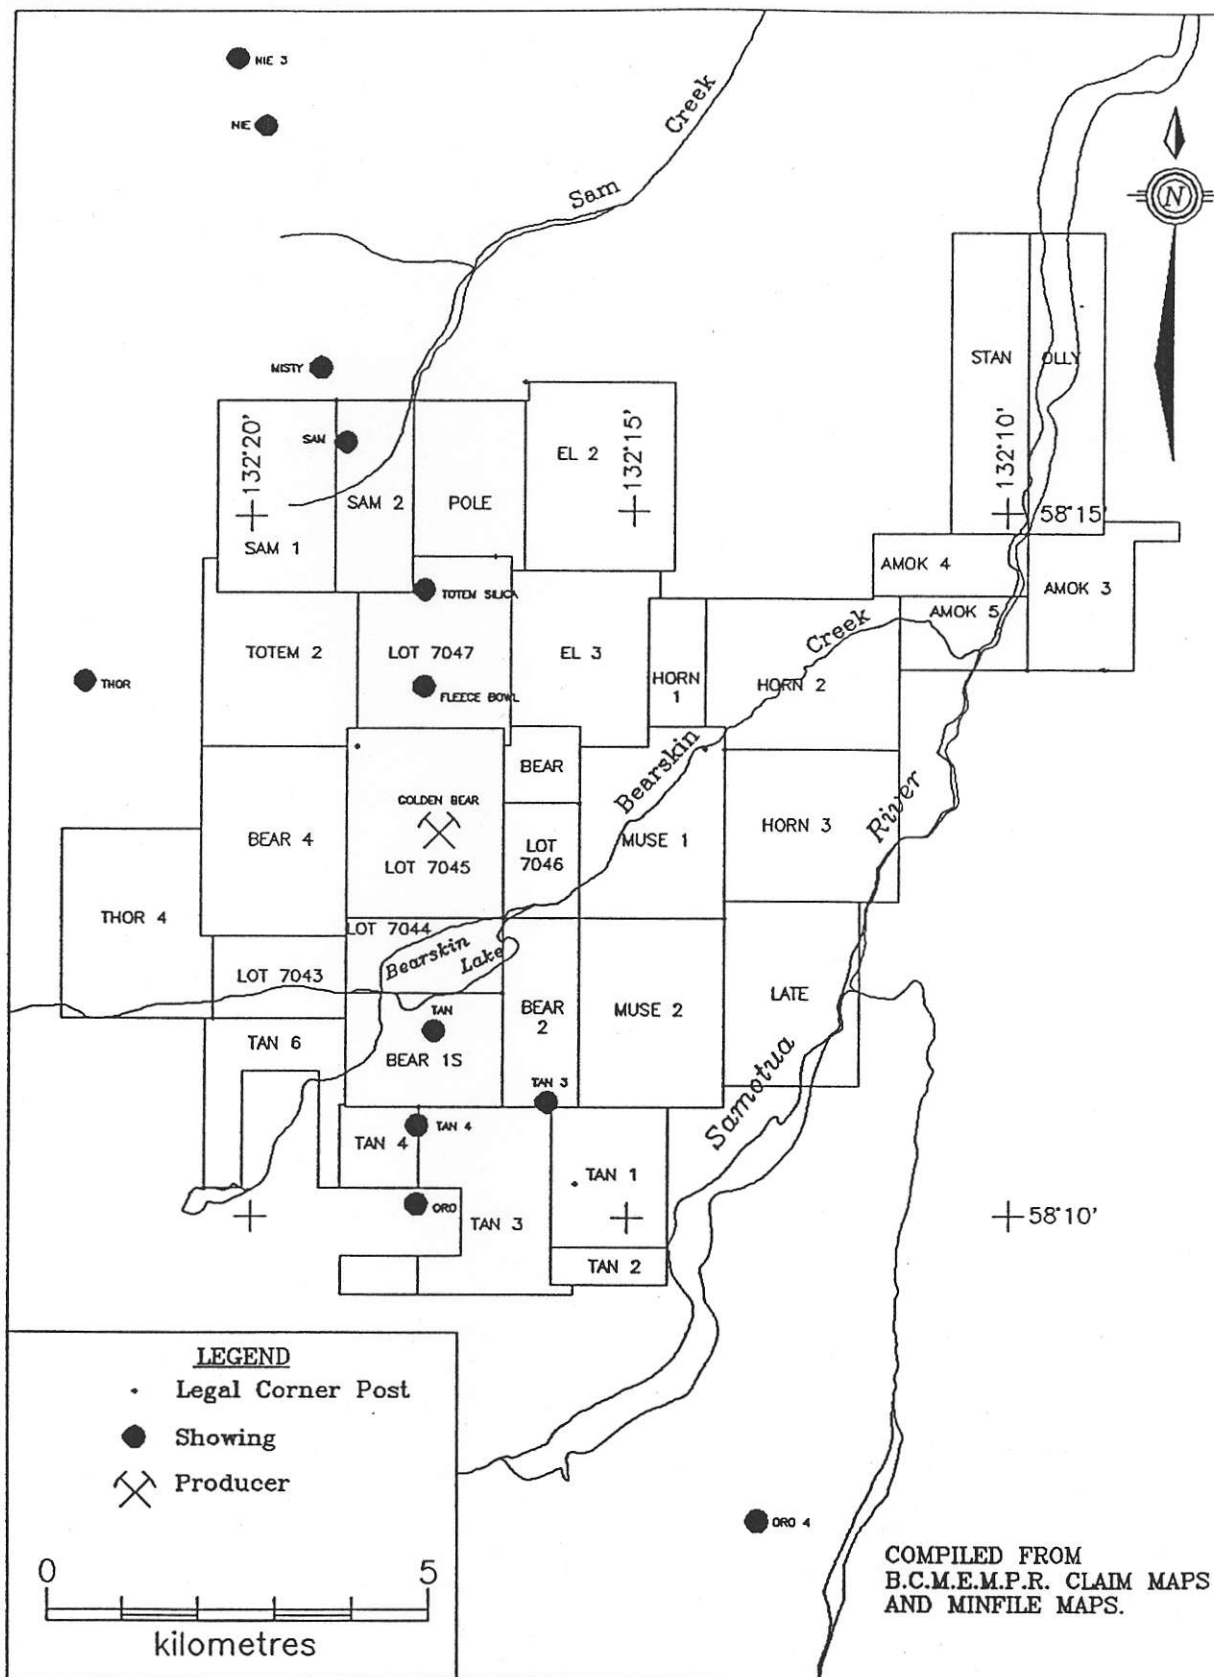 NIE 3
NIE
Creek
Sam
N
MISTY
SAM
132°20'
EL 2
132°15'
STAN
OLLY
132°10'
SAM 2
POLE
58°15'
SAM 1
AMOK 4
AMOK 3
TOTEM SILICA
AMOK 5
TOTEM 2
LOT 7047
EL 3
Creek
THOR
FLEECE BOWL
HORN
1
HORN 2
Bearskin
BEAR
River
GOLDEN BEAR
BEAR 4
LOT 7045
LOT
7046
MUSE 1
HORN 3
THOR 4
LOT 7044
Bearskin
Lake
LOT 7043
TAN
BEAR
2
MUSE 2
LATE
TAN 6
BEAR 1S
Samotua
TAN 3
TAN 4
TAN 4
TAN 1
ORO
TAN 3
58°10'
TAN 2
LEGEND
Legal Corner Post
Showing
Producer
0 5
kilometres
ORO 4
COMPILED FROM
B.C.M.E.M.P.R. CLAIM MAPS
AND MINFILE MAPS.